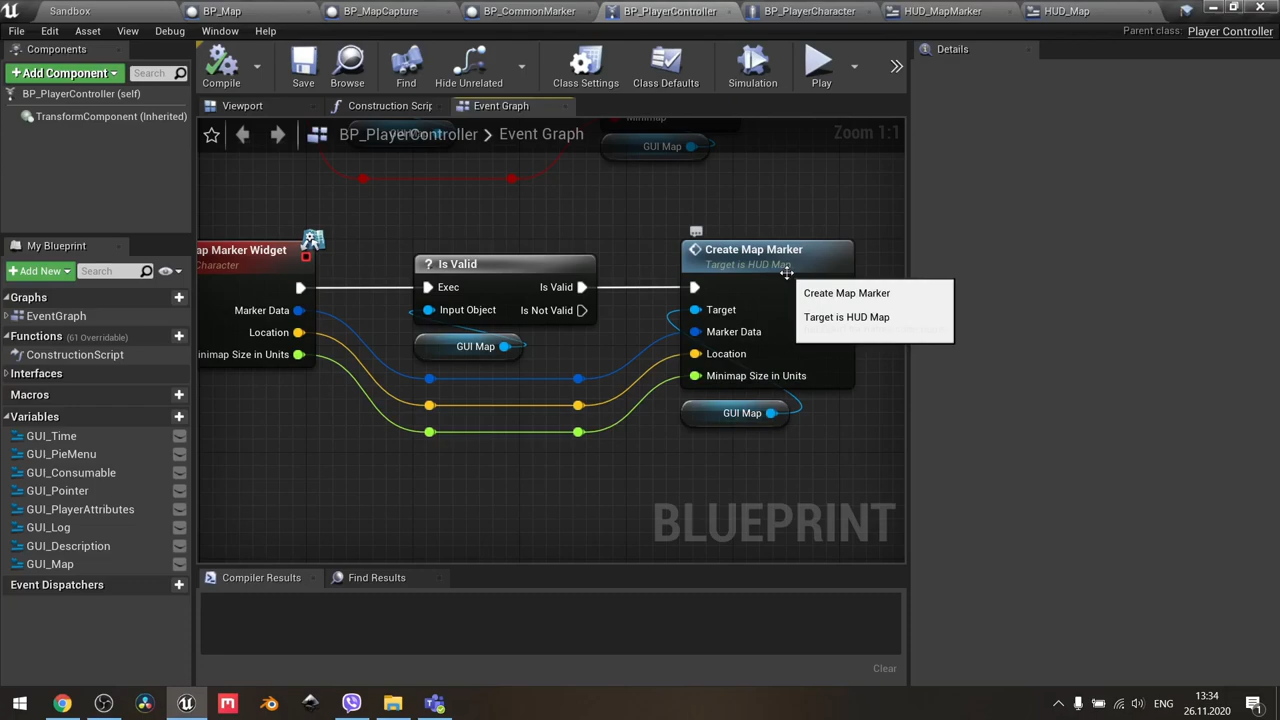 Sandbox
BP_Map
BP_MapCapture
BP_CommonMarker
BP_PlayerController
BP_PlayerCharacter
HUD_MapMarker
HUD_Map
File Edit Asset View Debug Window Help
Parent class: Player Controller
Components
+Add Component
Search
BP_PlayerController (self)
TransformComponent (Inherited)
Compile
Save
Browse
Find
Hide Unrelated
Class Settings
Class Defaults
Simulation
Play
Details
Viewport
Construction Scrip
Event Graph
BP_PlayerController > Event Graph
Zoom 1:1
Minimap
GUI Map
ap Marker Widget
Character
Marker Data
Location
inimap Size in Units
? Is Valid
Exec
Is Valid
Input Object
Is Not Valid
GUI Map
Create Map Marker
Target is HUD Map
Target
Marker Data
Location
Minimap Size in Units
GUI Map
Create Map Marker
Target is HUD Map
BLUEPRINT
My Blueprint
+Add New
Search
Graphs
EventGraph
Functions (61 Overridable)
ConstructionScript
Interfaces
Macros
Variables
GUI_Time
GUI_PieMenu
GUI_Consumable
GUI_Pointer
GUI_PlayerAttributes
GUI_Log
GUI_Description
GUI_Map
Event Dispatchers
Compiler Results
Find Results
Clear
ENG
13:34
26.11.2020